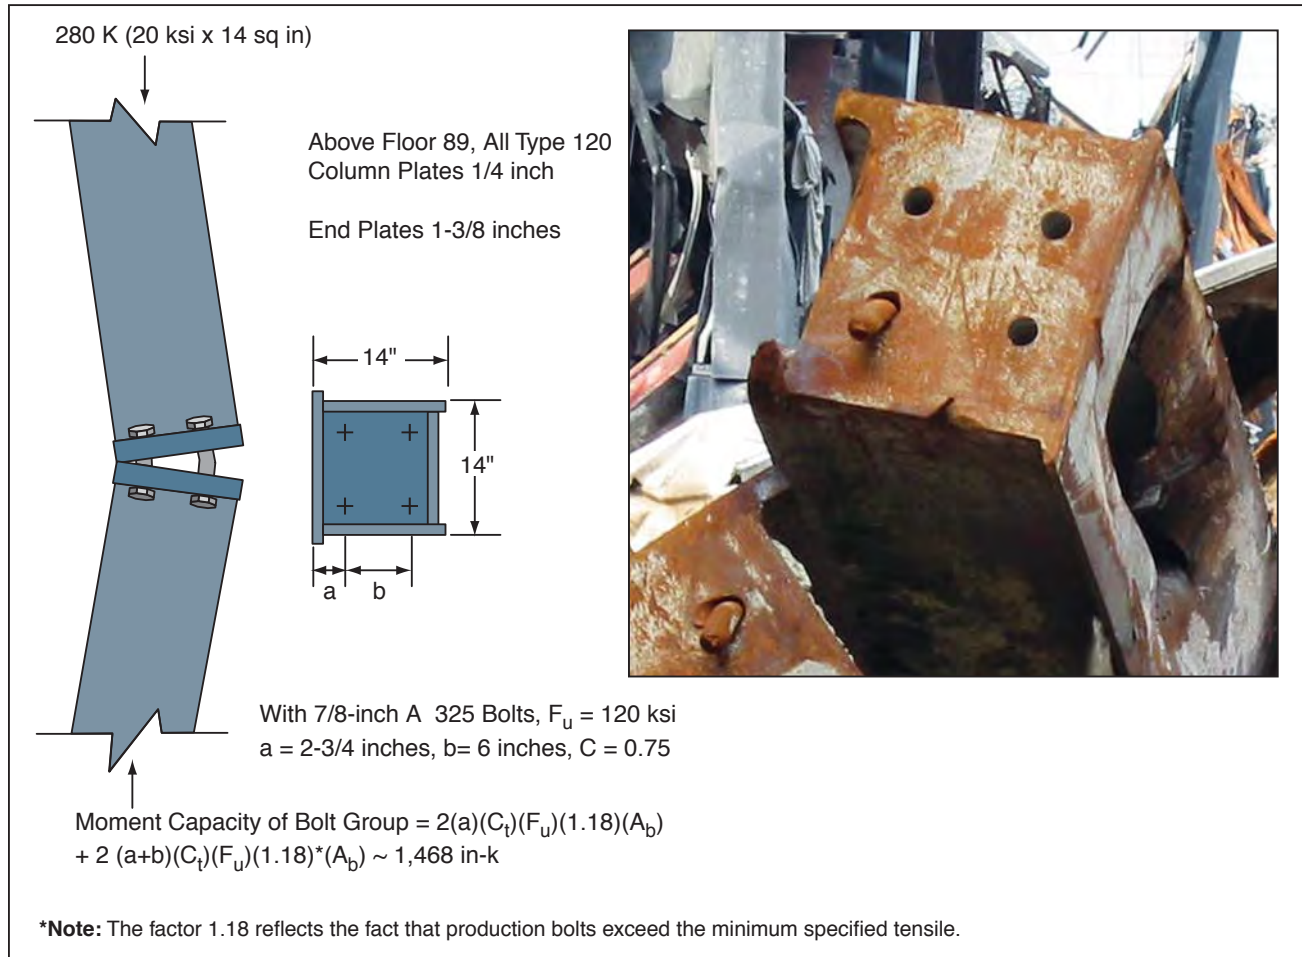 280 K (20 ksi x 14 sq in)
Above Floor 89, All Type 120
Column Plates 1/4 inch
End Plates 1-3/8 inches
14"
14"
a
b
With 7/8-inch A 325 Bolts, Fu = 120 ksi
a = 2-3/4 inches, b= 6 inches, C = 0.75
Moment Capacity of Bolt Group = 2(a)(Ct)(Fu)(1.18)(Ab)
+ 2 (a+b)(Ct)(Fu)(1.18)*(Ab) ~ 1,468 in-k
*Note: The factor 1.18 reflects the fact that production bolts exceed the minimum specified tensile.